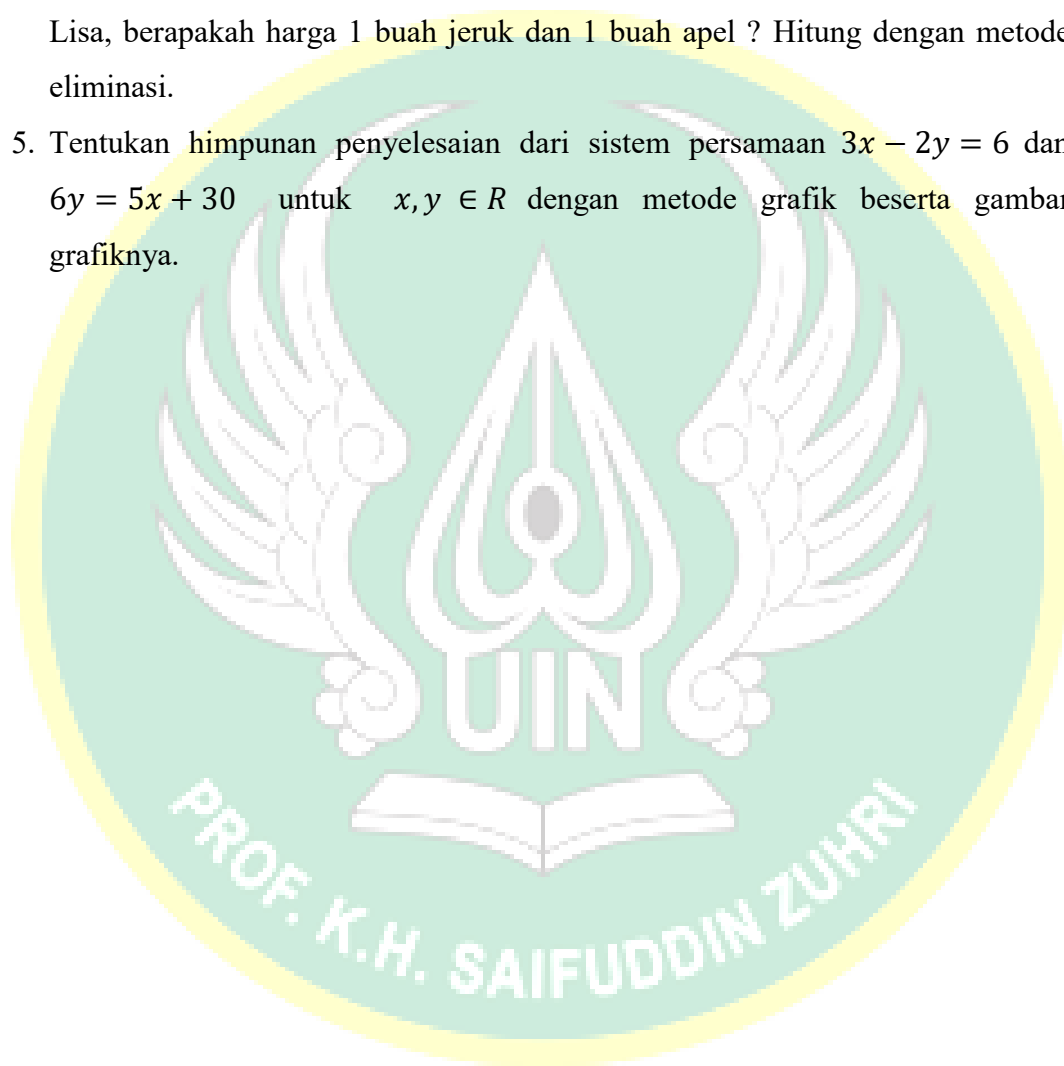 Lisa, berapakah harga 1 buah jeruk dan 1 buah apel ? Hitung dengan metode
eliminasi.
5. Tentukan himpunan penyelesaian dari sistem persamaan 3x − 2y = 6 dan
6y = 5x + 30 untuk x, y ∈ R dengan metode grafik beserta gambar
grafiknya.
UIN
PROF. K.H. SAIFUDDIN ZUHRI